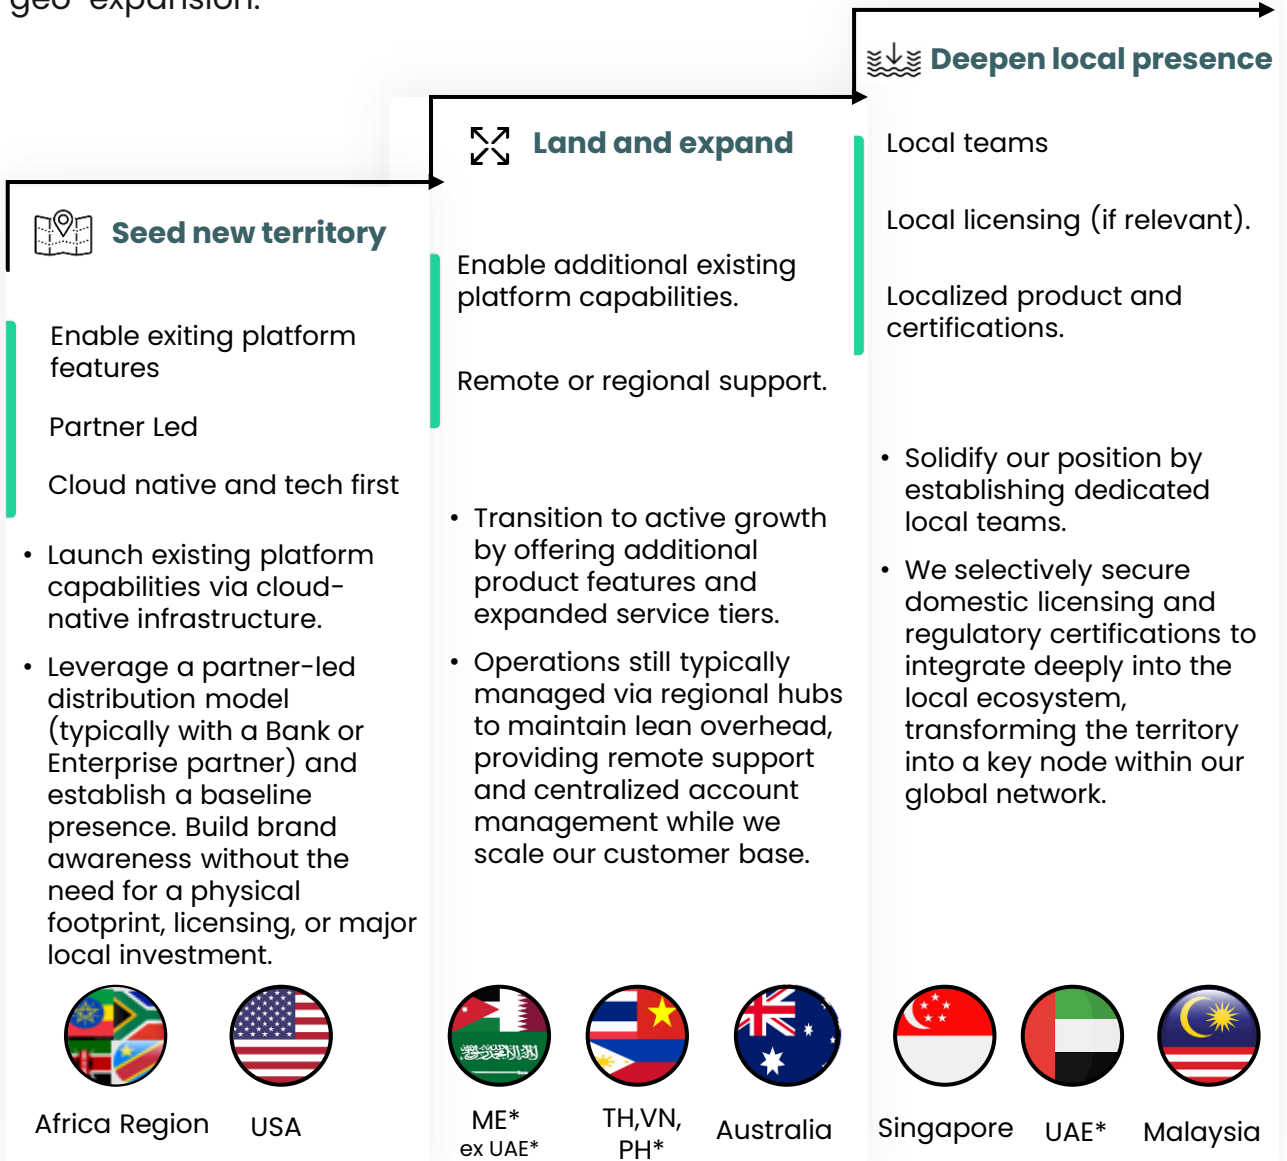 geo expansion.
Seed new territory
Enable exiting platform
features
Partner Led
Cloud native and tech first
• Launch existing platform
capabilities via cloud-
native infrastructure.
• Leverage a partner-led
distribution model
(typically with a Bank or
Enterprise partner) and
establish a baseline
presence. Build brand
awareness without the
need for a physical
footprint, licensing, or major
local investment.
Africa Region
USA
Land and expand
Enable additional existing
platform capabilities.
Remote or regional support.
• Transition to active growth
by offering additional
product features and
expanded service tiers.
• Operations still typically
managed via regional hubs
to maintain lean overhead,
providing remote support
and centralized account
management while we
scale our customer base.
ME*
ex UAE*
TH,VN,
PH*
Australia
Deepen local presence
Local teams
Local licensing (if relevant).
Localized product and
certifications.
• Solidify our position by
establishing dedicated
local teams.
• We selectively secure
domestic licensing and
regulatory certifications to
integrate deeply into the
local ecosystem,
transforming the territory
into a key node within our
global network.
Singapore
UAE*
Malaysia